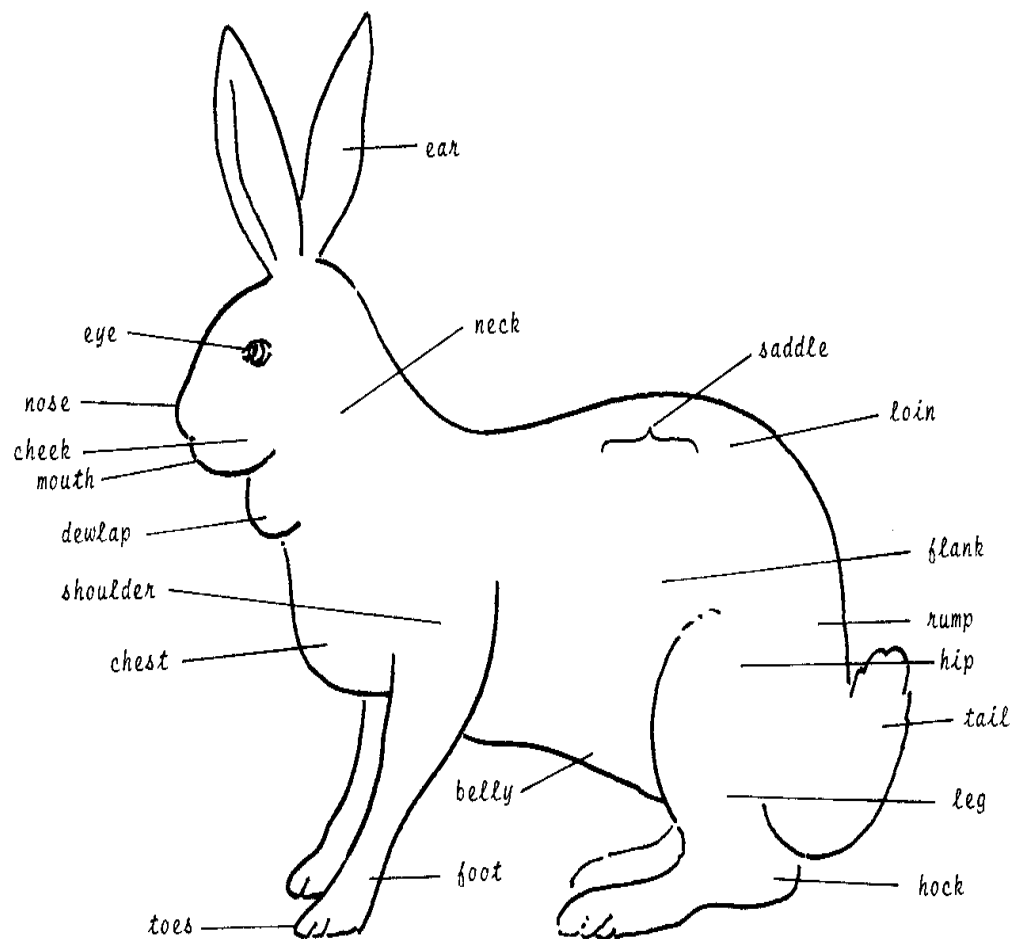 ear
eye
neck
saddle
nose
loin
cheek
mouth
dewlap
flank
shoulder
rump
chest
hip
tail
belly
leg
foot
hock
toes